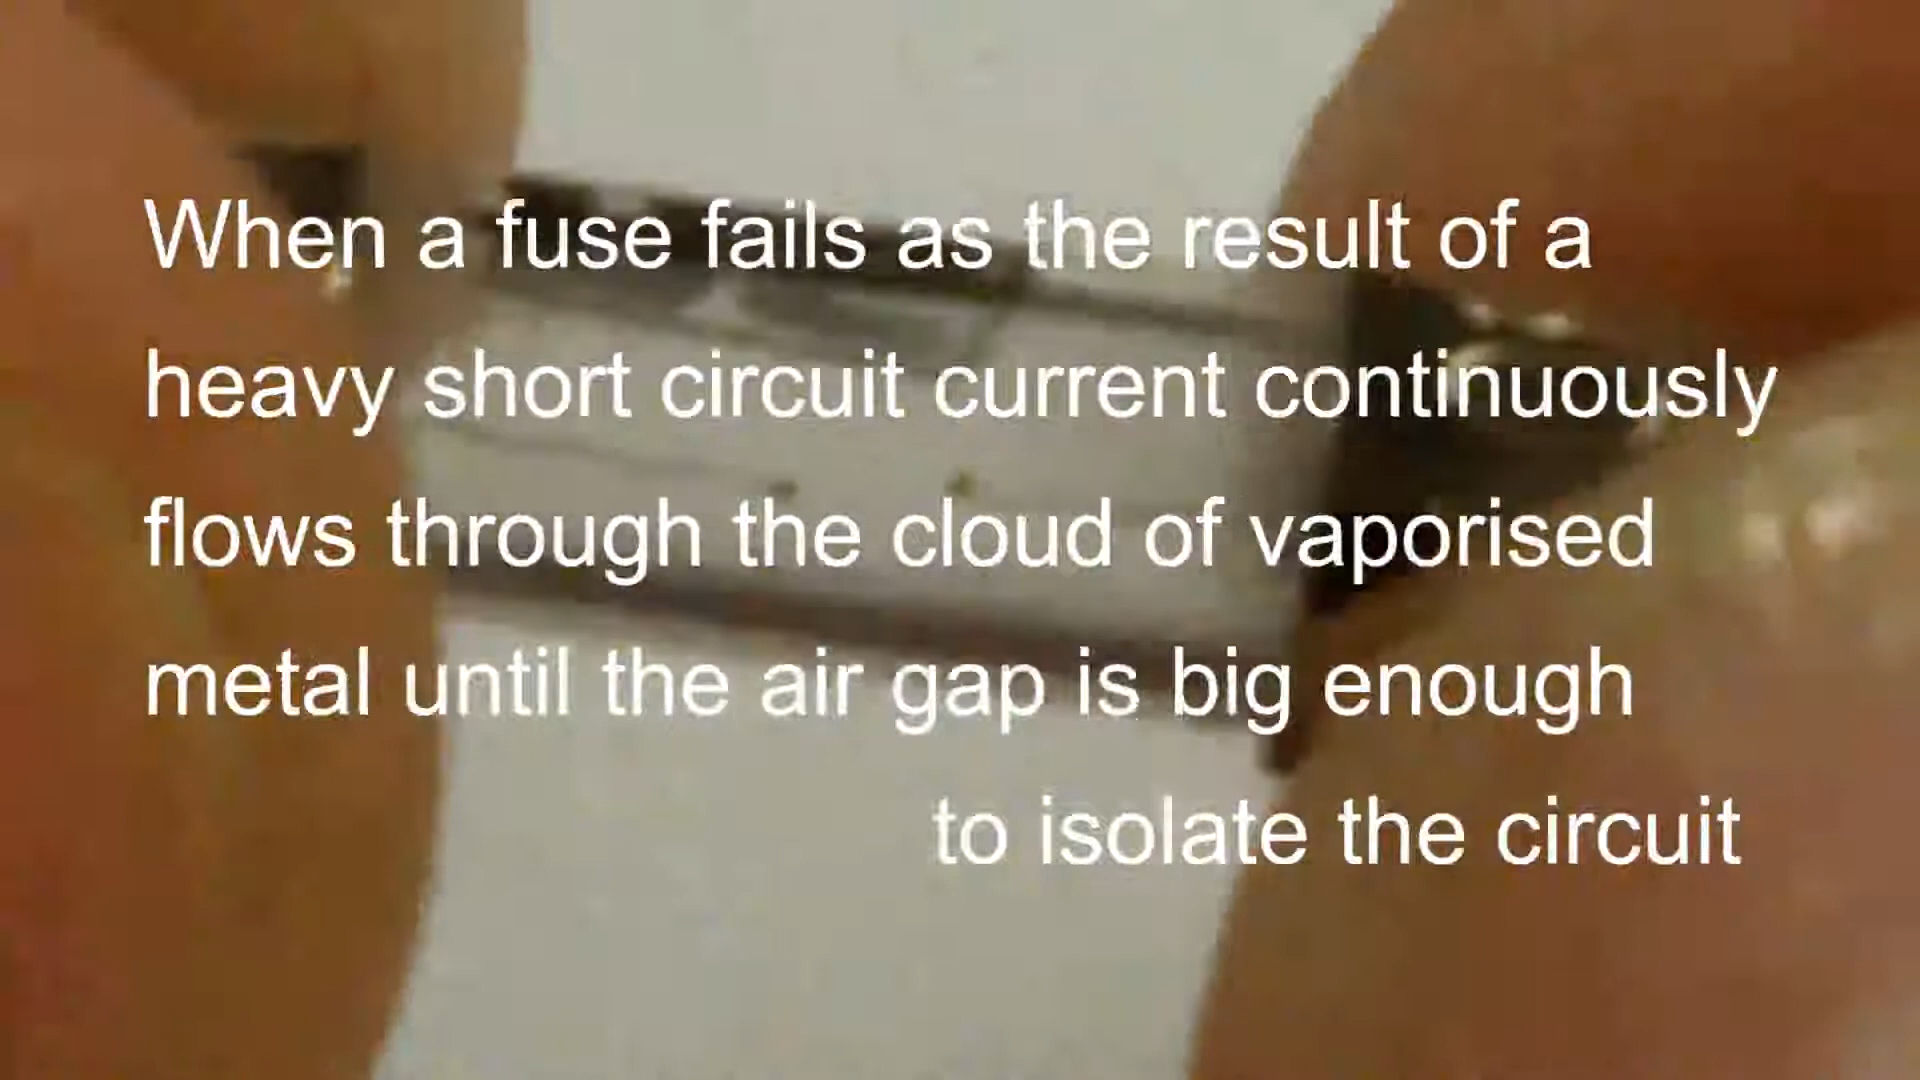 When a fuse fails as the result of a
heavy short circuit current continuously
flows through the cloud of vaporised
metal until the air gap is big enough
to isolate the circuit